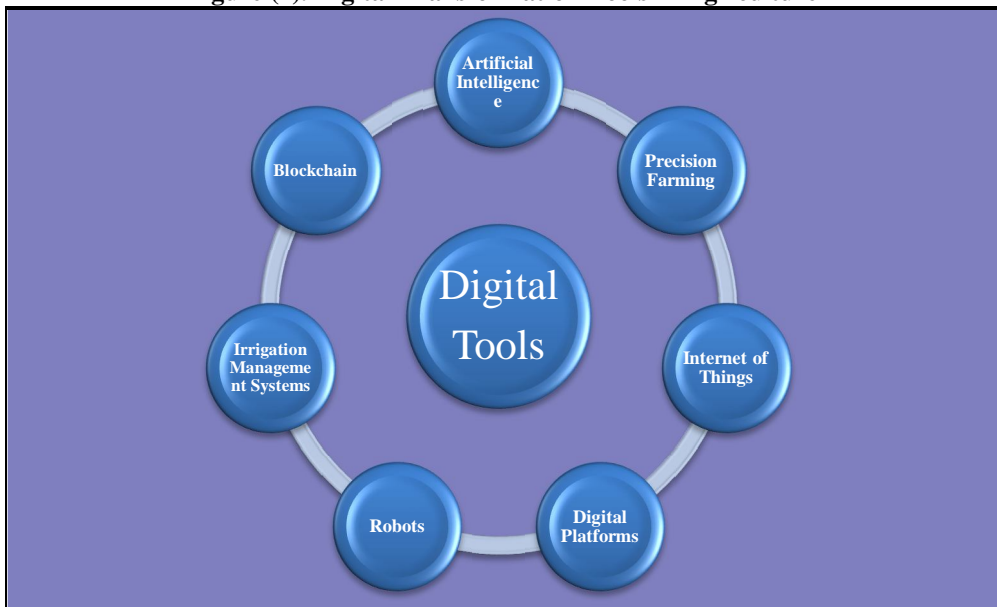 Artificial
Intelligenc
e
Precision
Farming
Internet of
Things
Digital
Platforms
Robots
Irrigation
Manageme
nt Systems
Blockchain
Digital
Tools